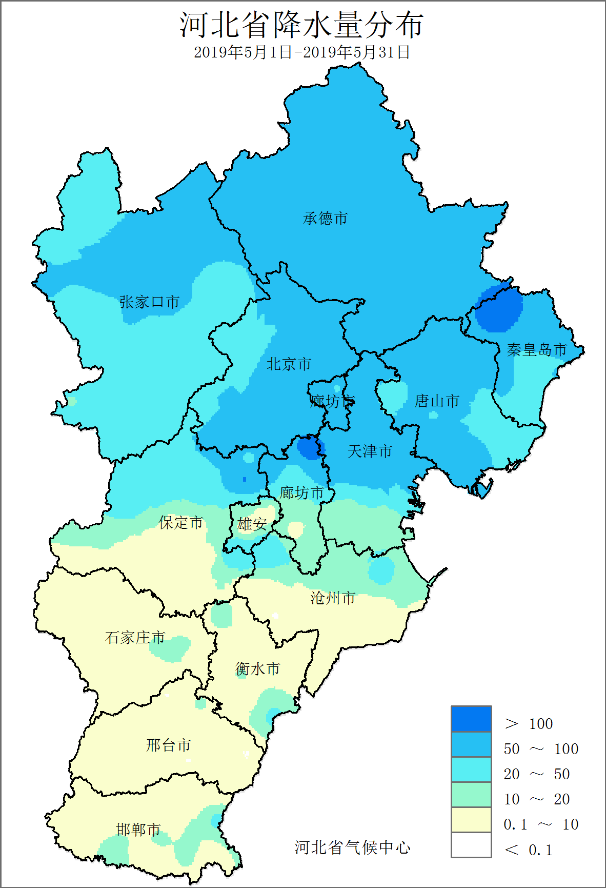 河北省降水量分布
2019年5月1日-2019年5月31日
承德市
张家口市
秦皇岛市
北京市
廊坊市
唐山市
天津市
廊坊市
保定市
雄安
沧州市
石家庄市
衡水市
邢台市
邯郸市
> 100
50 ~ 100
20 ~ 50
10 ~ 20
0.1 ~ 10
< 0.1
河北省气候中心